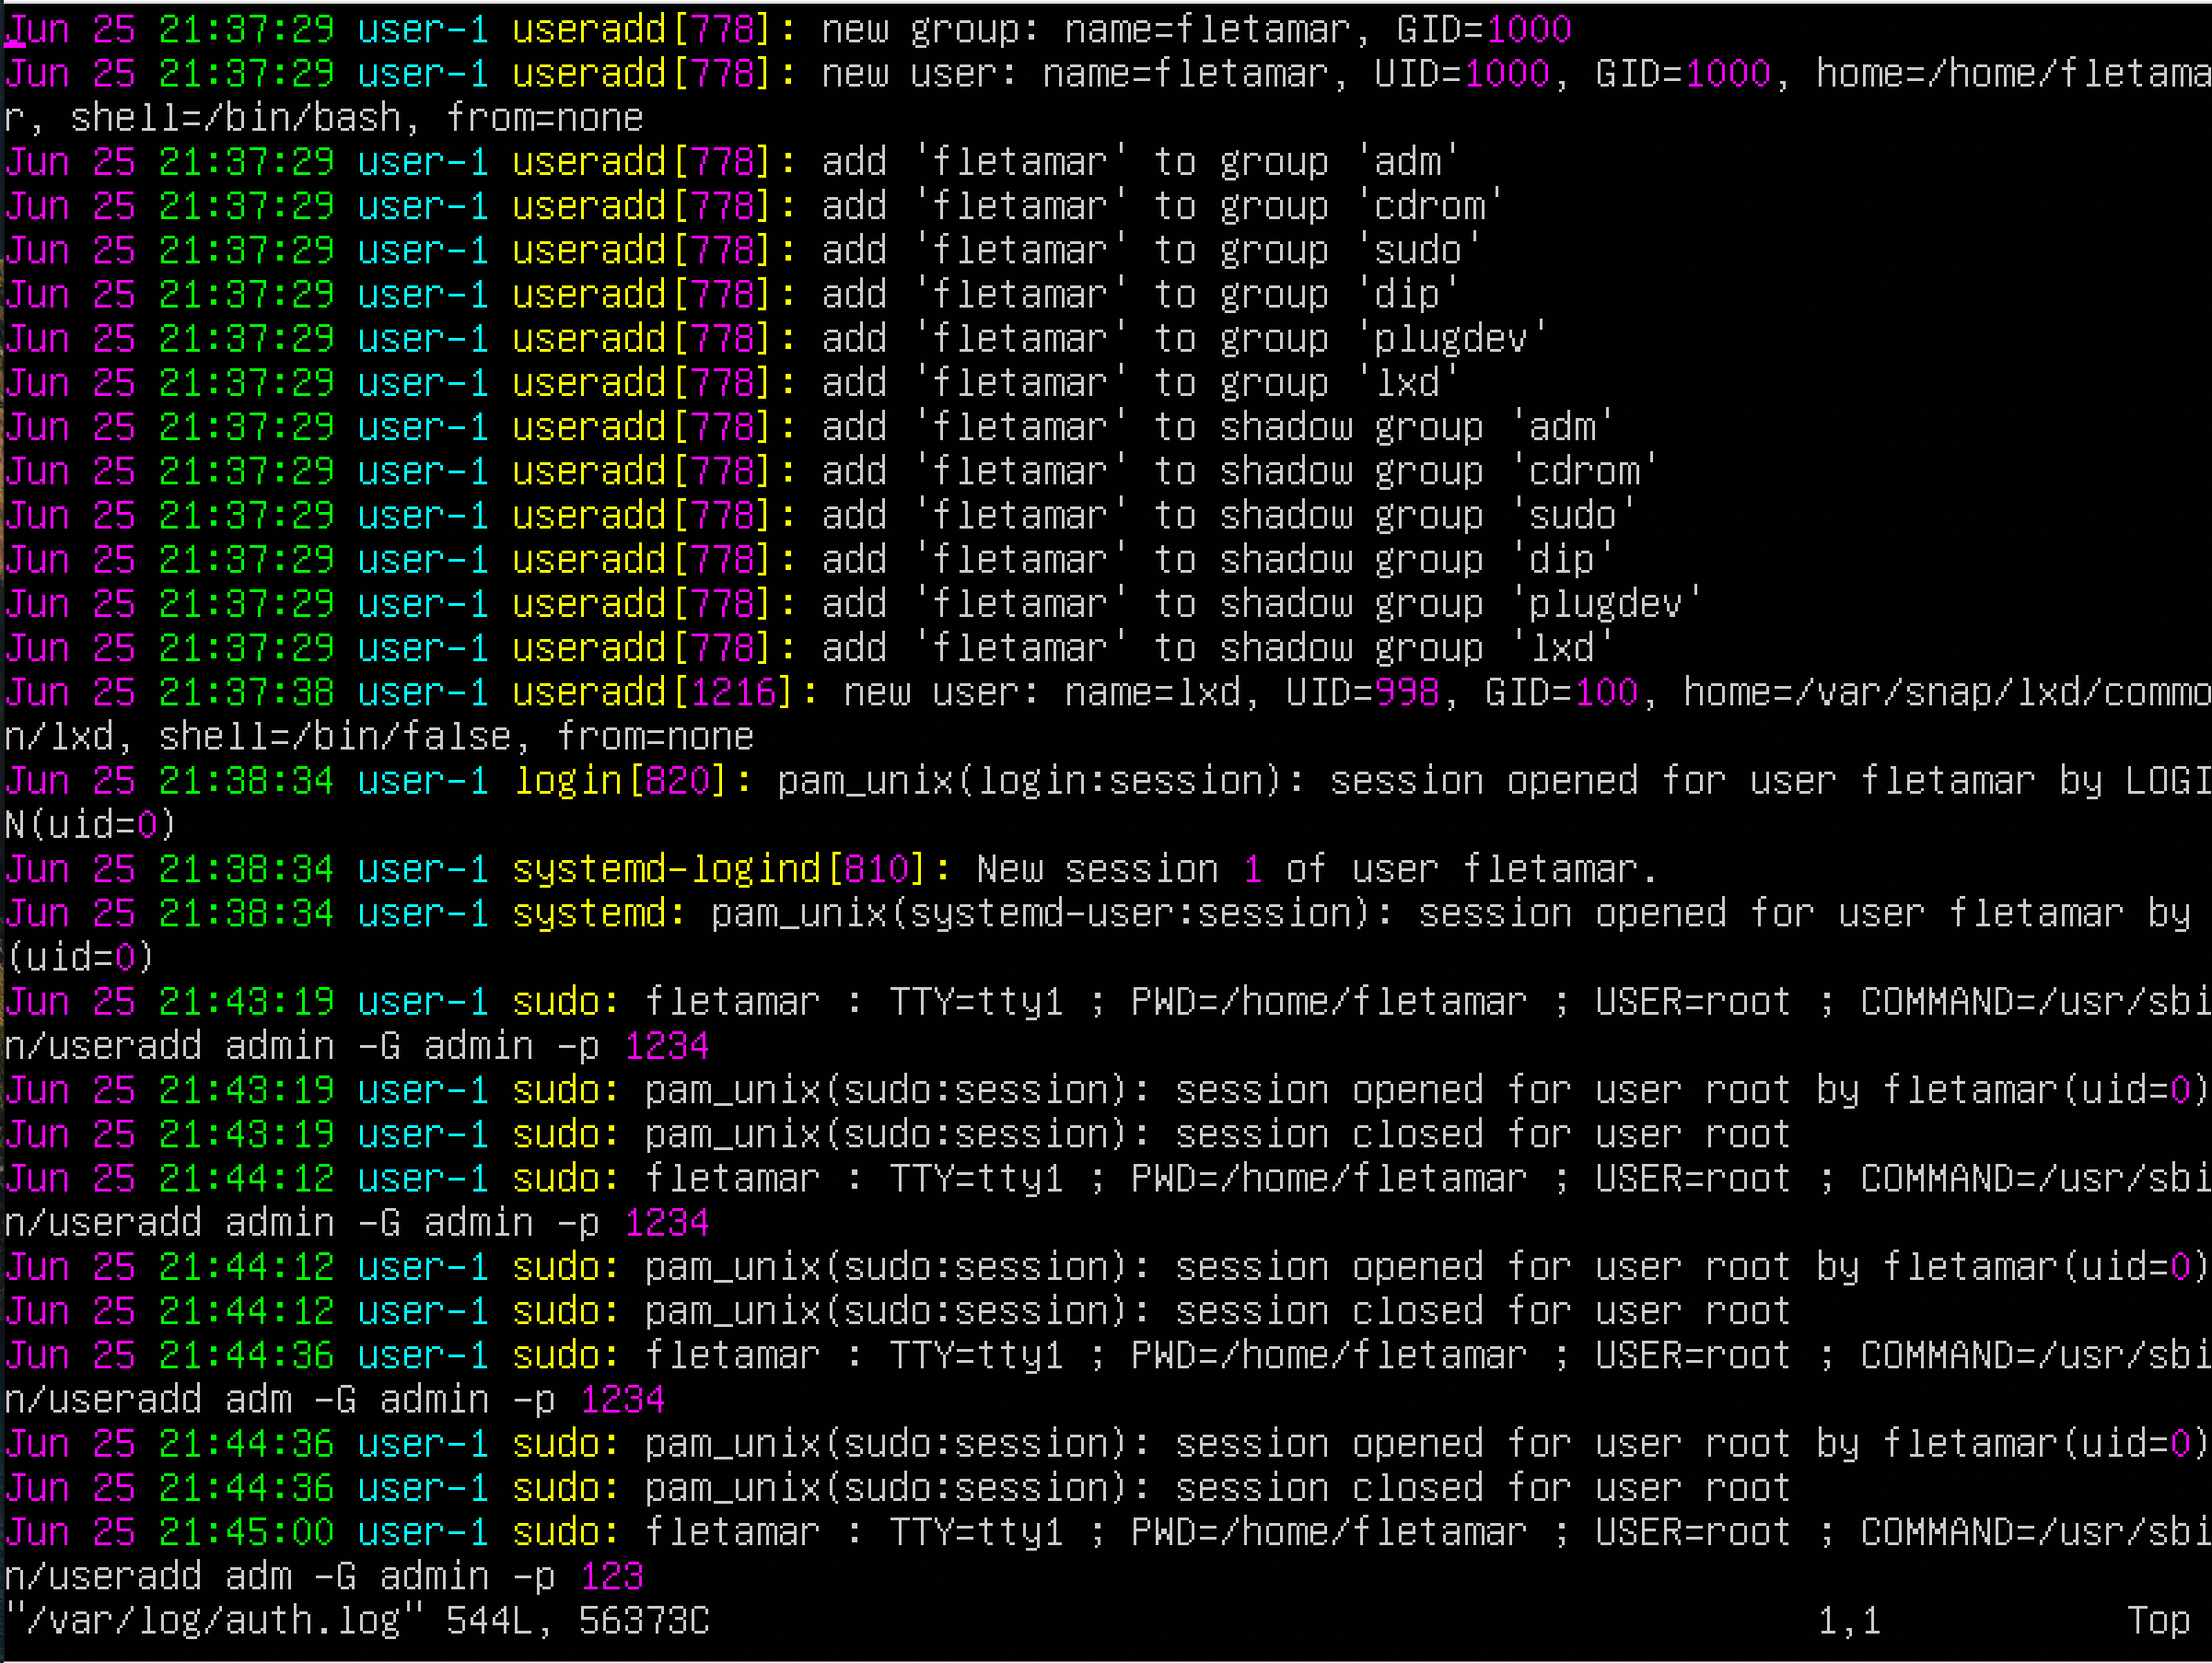 Jun 25 21:37:29 user-1 useradd[778]: new group: name=fletamar, GID=1000
Jun 25 21:37:29 user-1 useradd[778]: new user: name=fletamar, UID=1000, GID=1000, home=/home/fletama
r, shell=/bin/bash, from=none
Jun 25 21:37:29 user-1 useradd[778]: add 'fletamar' to group 'adm'
Jun 25 21:37:29 user-1 useradd[778]: add 'fletamar' to group 'cdrom'
Jun 25 21:37:29 user-1 useradd[778]: add 'fletamar' to group 'sudo'
Jun 25 21:37:29 user-1 useradd[778]: add 'fletamar' to group 'dip'
Jun 25 21:37:29 user-1 useradd[778]: add 'fletamar' to group 'plugdev'
Jun 25 21:37:29 user-1 useradd[778]: add 'fletamar' to group 'lxd'
Jun 25 21:37:29 user-1 useradd[778]: add 'fletamar' to shadow group 'adm'
Jun 25 21:37:29 user-1 useradd[778]: add 'fletamar' to shadow group 'cdrom'
Jun 25 21:37:29 user-1 useradd[778]: add 'fletamar' to shadow group 'sudo'
Jun 25 21:37:29 user-1 useradd[778]: add 'fletamar' to shadow group 'dip'
Jun 25 21:37:29 user-1 useradd[778]: add 'fletamar' to shadow group 'plugdev'
Jun 25 21:37:29 user-1 useradd[778]: add 'fletamar' to shadow group 'lxd'
Jun 25 21:37:38 user-1 useradd[1216]: new user: name=lxd, UID=998, GID=100, home=/var/snap/lxd/commo
n/lxd, shell=/bin/false, from=none
Jun 25 21:38:34 user-1 login[820]: pam_unix(login:session): session opened for user fletamar by LOGI
N(uid=0)
Jun 25 21:38:34 user-1 systemd-logind[810]: New session 1 of user fletamar.
Jun 25 21:38:34 user-1 systemd: pam_unix(systemd-user:session): session opened for user fletamar by
(uid=0)
Jun 25 21:43:19 user-1 sudo: fletamar : TTY=tty1 ; PWD=/home/fletamar ; USER=root ; COMMAND=/usr/sbi
n/useradd admin -G admin -p 1234
Jun 25 21:43:19 user-1 sudo: pam_unix(sudo:session): session opened for user root by fletamar(uid=0)
Jun 25 21:43:19 user-1 sudo: pam_unix(sudo:session): session closed for user root
Jun 25 21:44:12 user-1 sudo: fletamar : TTY=tty1 ; PWD=/home/fletamar ; USER=root ; COMMAND=/usr/sbi
n/useradd admin -G admin -p 1234
Jun 25 21:44:12 user-1 sudo: pam_unix(sudo:session): session opened for user root by fletamar(uid=0)
Jun 25 21:44:12 user-1 sudo: pam_unix(sudo:session): session closed for user root
Jun 25 21:44:36 user-1 sudo: fletamar : TTY=tty1 ; PWD=/home/fletamar ; USER=root ; COMMAND=/usr/sbi
n/useradd adm -G admin -p 1234
Jun 25 21:44:36 user-1 sudo: pam_unix(sudo:session): session opened for user root by fletamar(uid=0)
Jun 25 21:44:36 user-1 sudo: pam_unix(sudo:session): session closed for user root
Jun 25 21:45:00 user-1 sudo: fletamar : TTY=tty1 ; PWD=/home/fletamar ; USER=root ; COMMAND=/usr/sbi
n/useradd adm -G admin -p 123
"/var/log/auth.log" 544L, 56373C 1,1 Top